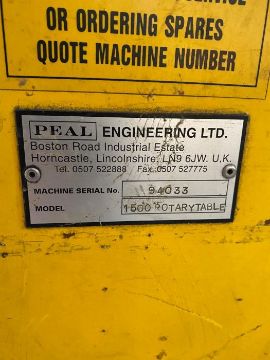 OR ORDERING SPARES
QUOTE MACHINE NUMBER
PEAL ENGINEERING LTD.
Boston Road Industrial Estate
Horncastle, Lincolnshire, LN9 6JW. U.K.
Tel. 0507 522888 Fax. 0507 527775
MACHINE SERIAL No. 94033
MODEL 1500 ROTARYTABLE